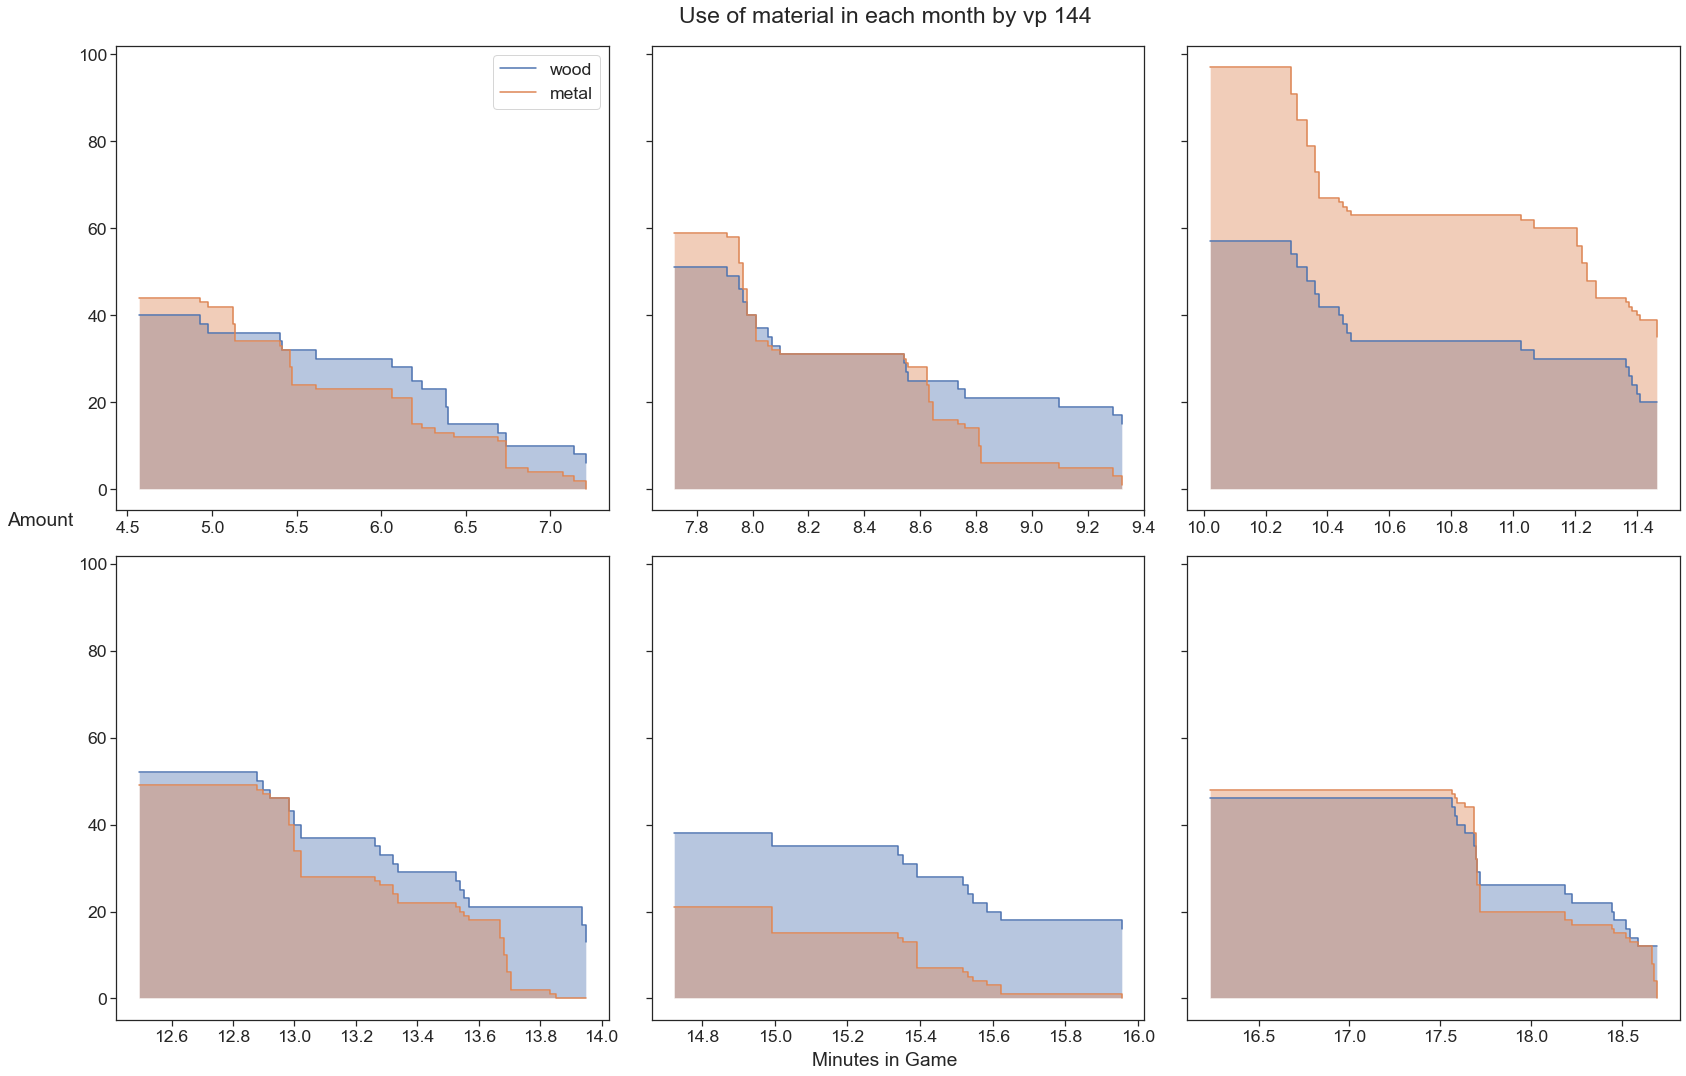 Use of material in each month by vp 144
100
80
60
40
20
0
wood
metal
4.5 5.0 5.5 6.0 6.5 7.0
7.8 8.0 8.2 8.4 8.6 8.8 9.0 9.2 9.4
10.0 10.2 10.4 10.6 10.8 11.0 11.2 11.4
Amount
100
80
60
40
20
0
12.6 12.8 13.0 13.2 13.4 13.6 13.8 14.0
14.8 15.0 15.2 15.4 15.6 15.8 16.0
16.5 17.0 17.5 18.0 18.5
Minutes in Game